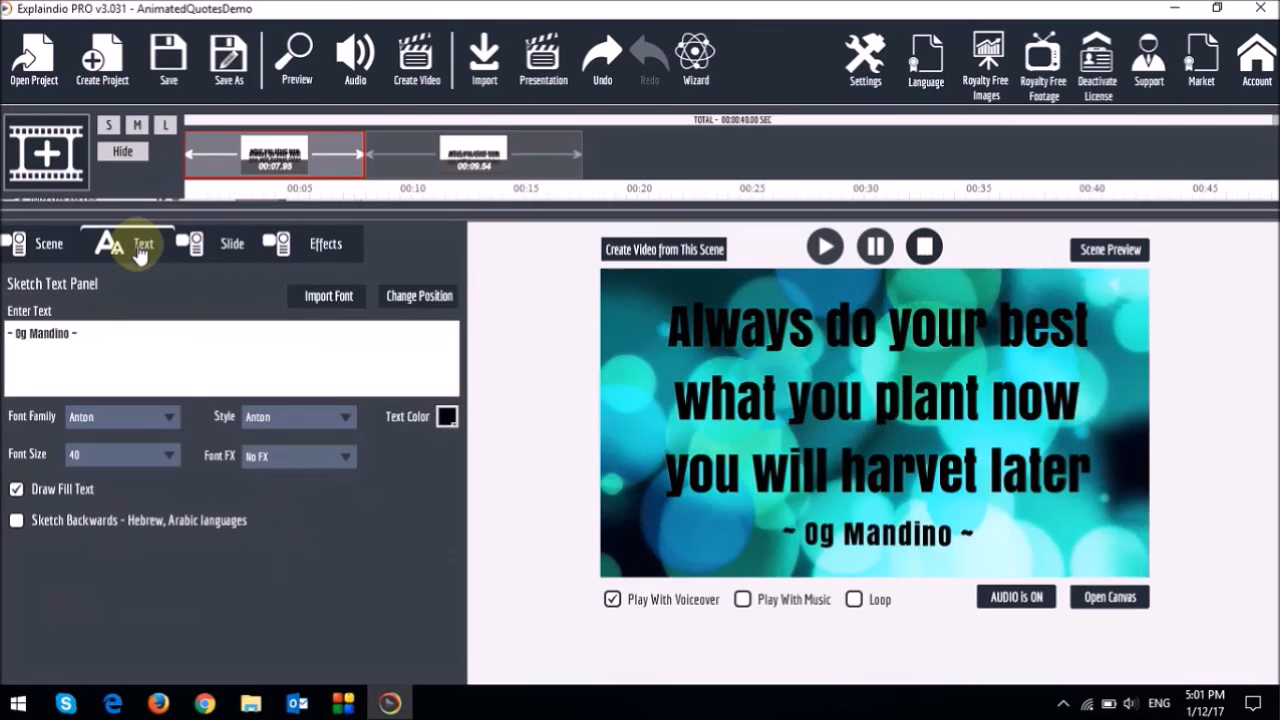 Explaindio PRO v3.031 - AnimatedQuotesDemo
Open Project
Create Project
Save
Save As
Preview
Audio
Create Video
Import
Presentation
Undo
Redo
Wizard
Settings
Language
Royalty Free Images
Royalty Free Footage
Deactivate License
Support
Market
Account
S M L
Hide
TOTAL - 00:00:40.00 SEC
00:07.95
00:09.54
00:05 00:10 00:15 00:20 00:25 00:30 00:35 00:40 00:45
Scene Text Slide Effects
Sketch Text Panel
Import Font
Change Position
Enter Text
~ Og Mandino ~
Font Family Anton Style Anton Text Color
Font Size 40 Font FX No FX
Draw Fill Text
Sketch Backwards - Hebrew, Arabic languages
Create Video from This Scene
Scene Preview
Always do your best
what you plant now
you will harvet later
~ Og Mandino ~
Play With Voiceover Play With Music Loop AUDIO is ON Open Canvas
ENG
5:01 PM
1/12/17